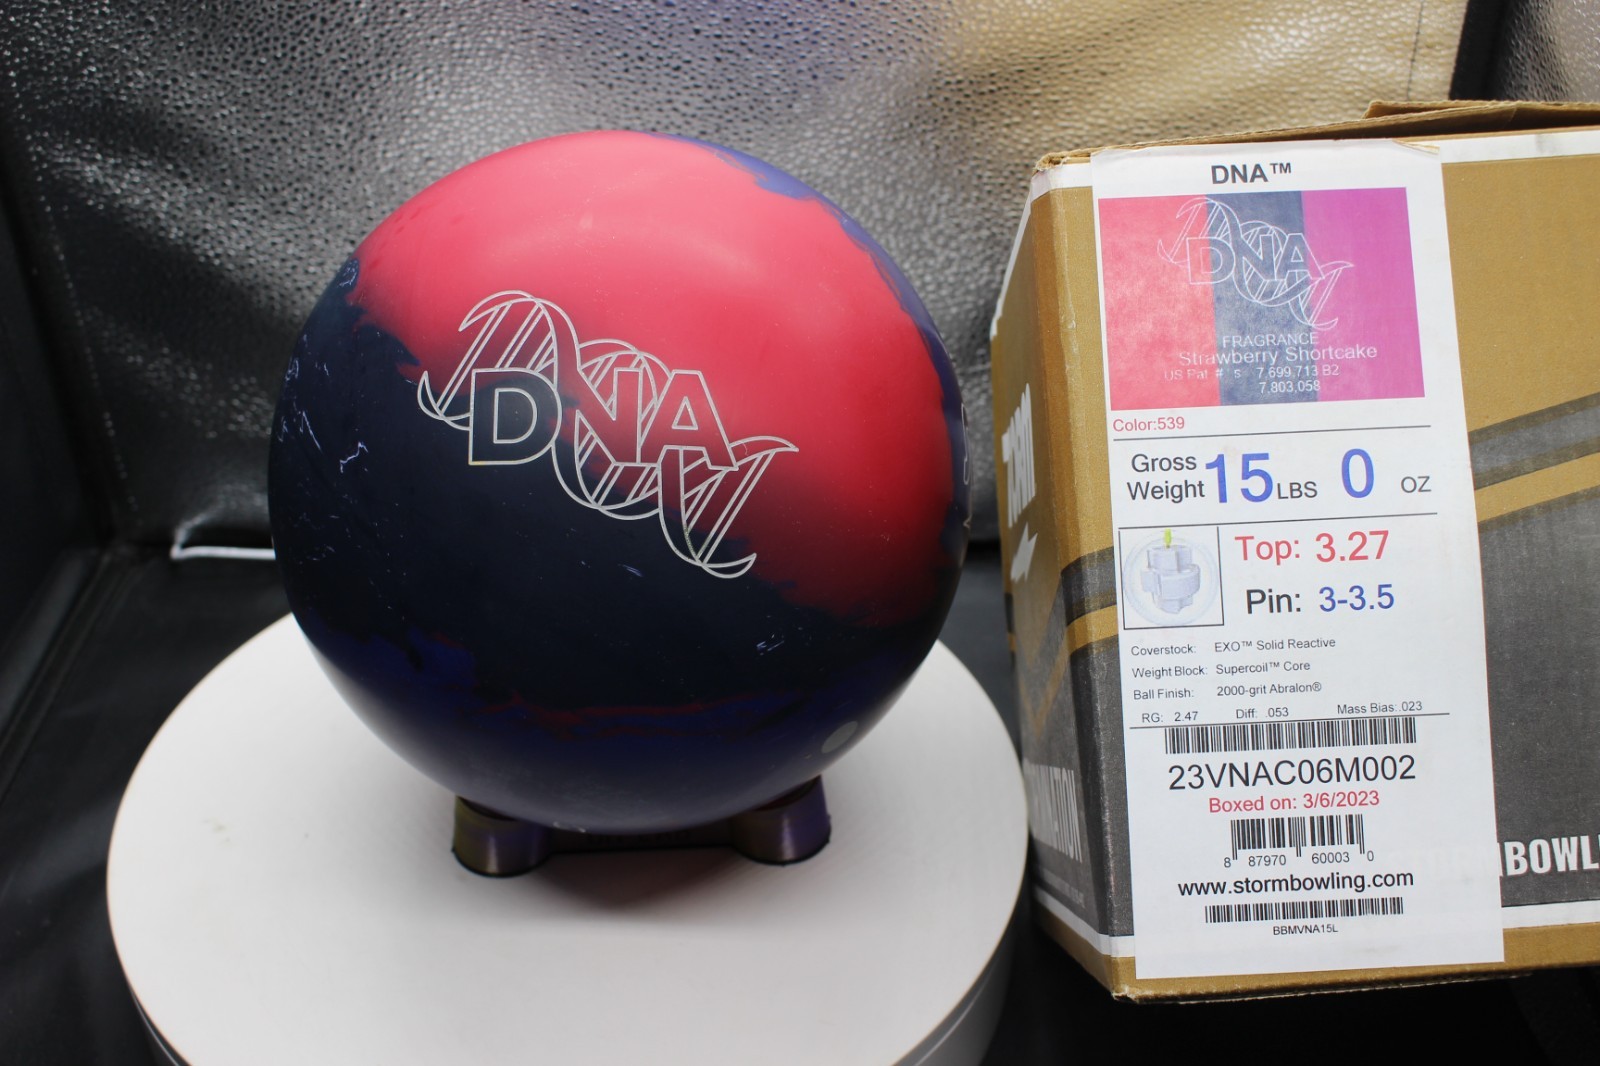 DNA
DNA™
DNA
FRAGRANCE
Strawberry Shortcake
US Pat # 's 7,699,713 B2
7,803,058
Color:539
Gross Weight 15 LBS 0 OZ
Top: 3.27
Pin: 3-3.5
Coverstock: EXO™ Solid Reactive
Weight Block: Supercoil™ Core
Ball Finish: 2000-grit Abralon®
RG: 2.47 Diff: .053 Mass Bias: .023
23VNAC06M002
Boxed on: 3/6/2023
8 87970 60003 0
www.stormbowling.com
BBMVNA15L